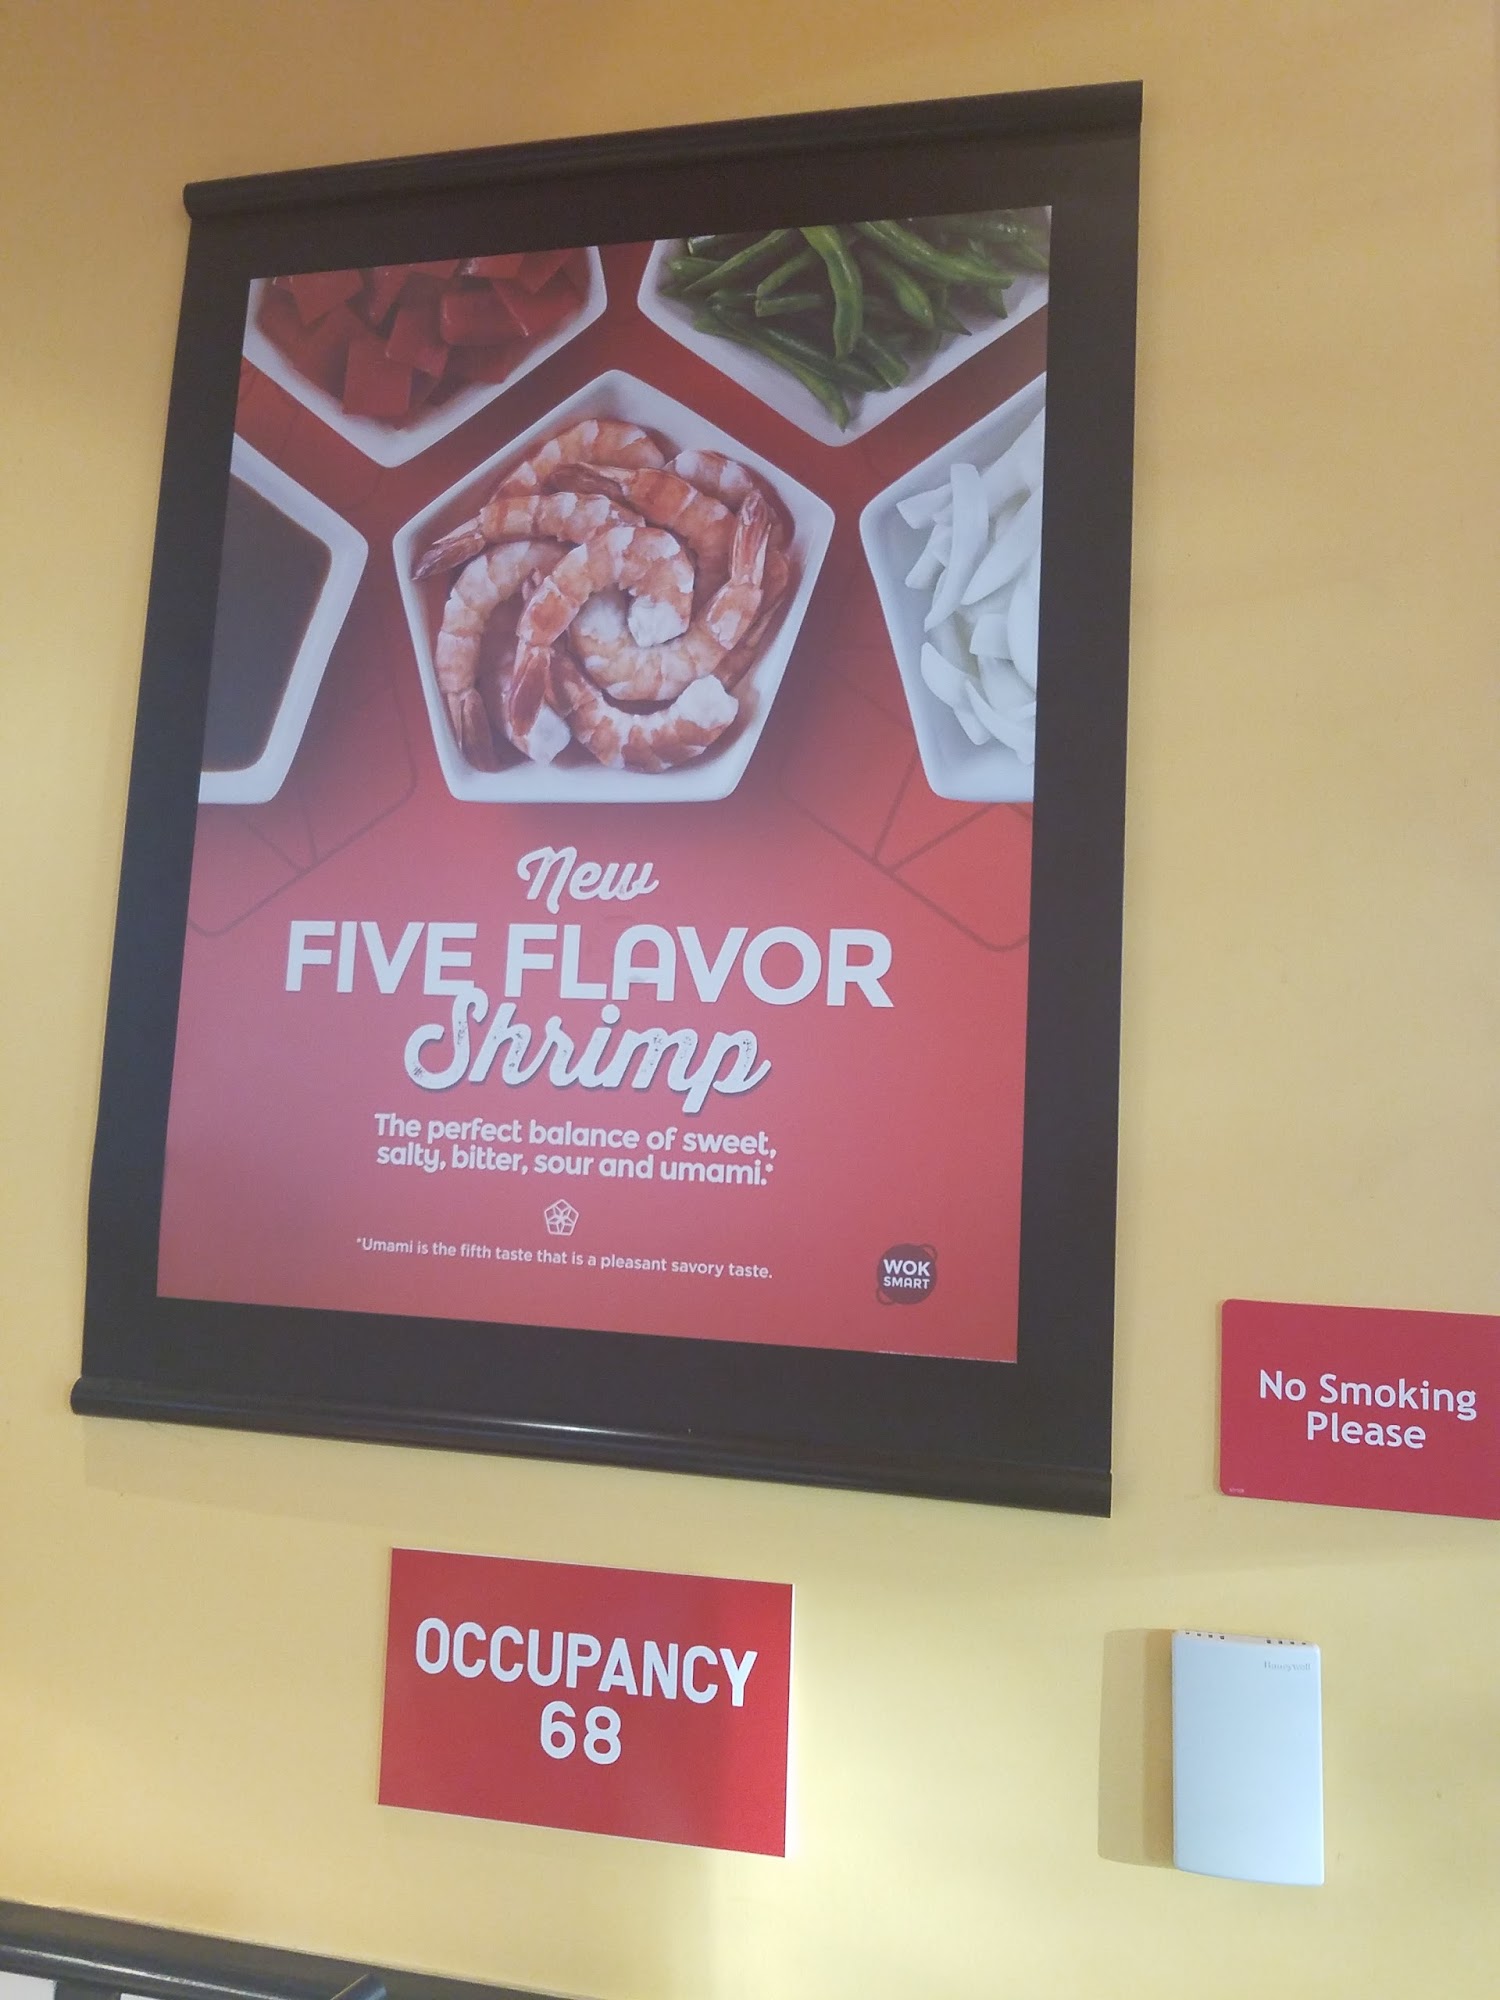 New
FIVE FLAVOR
Shrimp
The perfect balance of sweet,
salty, bitter, sour and umami.*
*Umami is the fifth taste that is a pleasant savory taste.
WOK
SMART
No Smoking
Please
OCCUPANCY
68
Honeywell